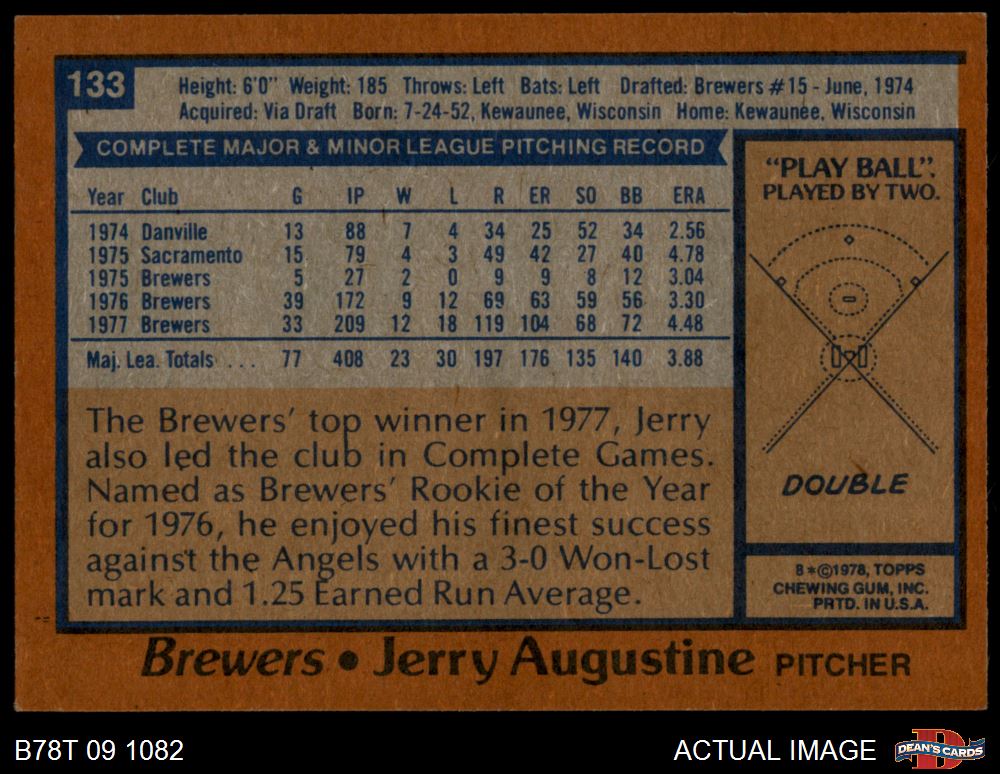 133
Height: 6'0" Weight: 185 Throws: Left Bats: Left Drafted: Brewers #15 - June, 1974
Acquired: Via Draft Born: 7-24-52, Kewaunee, Wisconsin Home: Kewaunee, Wisconsin
COMPLETE MAJOR & MINOR LEAGUE PITCHING RECORD
Year Club G IP W L R ER SO BB ERA
1974 Danville 13 88 7 4 34 25 52 34 2.56
1975 Sacramento 15 79 4 3 49 42 27 40 4.78
1975 Brewers 5 27 2 0 9 9 8 12 3.04
1976 Brewers 39 172 9 12 69 63 59 56 3.30
1977 Brewers 33 209 12 18 119 104 68 72 4.48
Maj. Lea. Totals . . . 77 408 23 30 197 176 135 140 3.88
The Brewers' top winner in 1977, Jerry
also led the club in Complete Games.
Named as Brewers' Rookie of the Year
for 1976, he enjoyed his finest success
against the Angels with a 3-0 Won-Lost
mark and 1.25 Earned Run Average.
"PLAY BALL".
PLAYED BY TWO.
DOUBLE
8*©1978, TOPPS
CHEWING GUM, INC.
PRTD. IN U.S.A.
Brewers • Jerry Augustine PITCHER
B78T 09 1082
ACTUAL IMAGE
D
DEAN'S CARDS